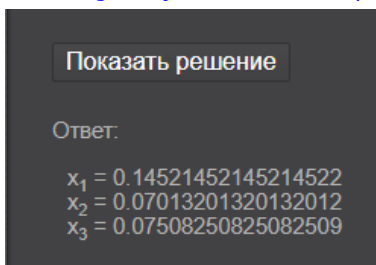 Показать решение
Ответ:
x₁ = 0.14521452145214522
x₂ = 0.07013201320132012
x₃ = 0.07508250825082509